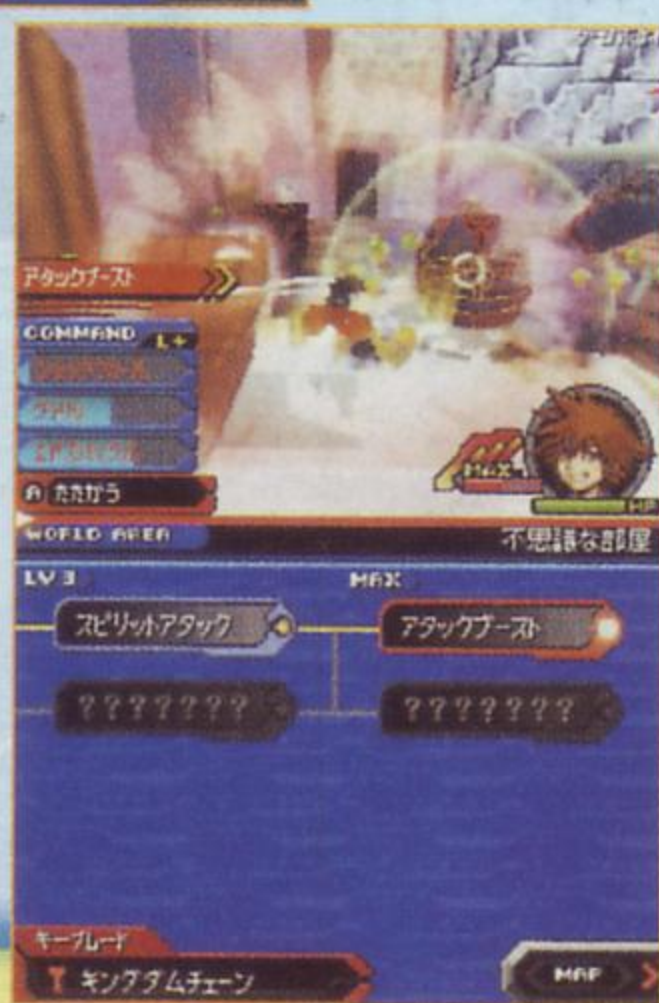 アタックブースト
COMMAND L+
A たたかう
MAX
HP
WORLD AREA 不思議な部屋
LV 3 MAX
スピリットアタック アタックブースト
??????? ???????
キーブレード
キングダムチェーン
MAP